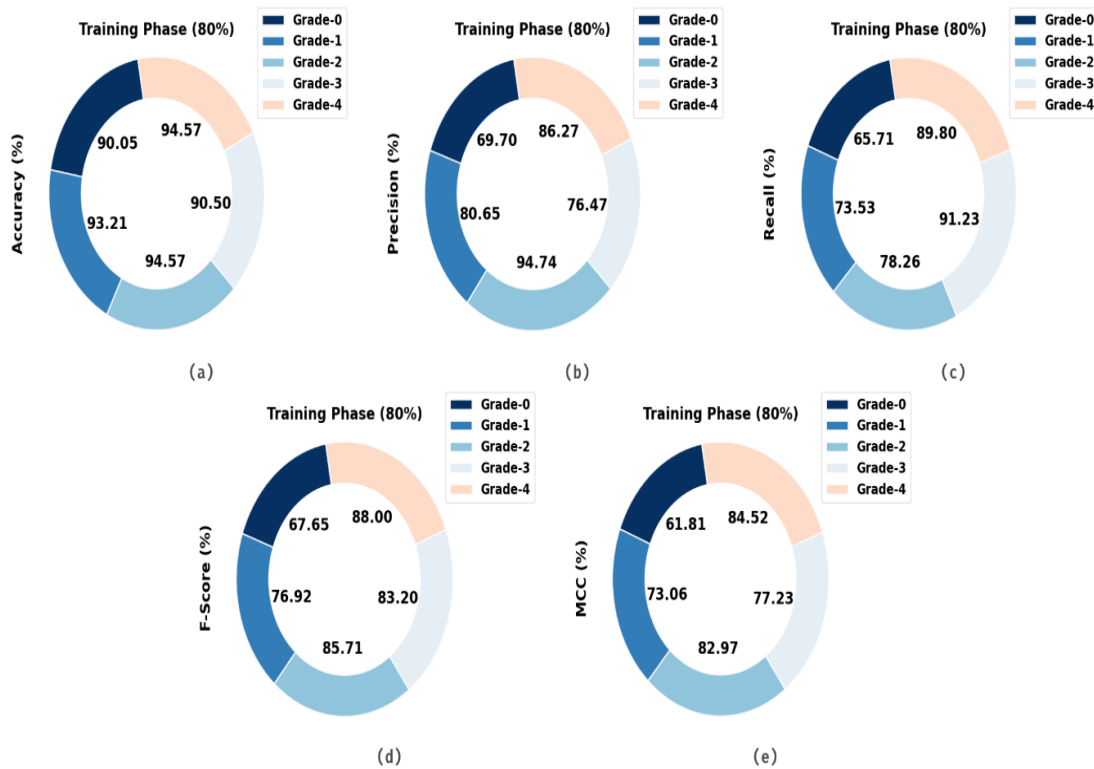 Training Phase (80%)
Grade-0
Grade-1
Grade-2
Grade-3
Grade-4
Accuracy (%)
90.05
94.57
93.21
90.50
94.57
(a)
Training Phase (80%)
Grade-0
Grade-1
Grade-2
Grade-3
Grade-4
Precision (%)
69.70
86.27
80.65
76.47
94.74
(b)
Training Phase (80%)
Grade-0
Grade-1
Grade-2
Grade-3
Grade-4
Recall (%)
65.71
89.80
73.53
91.23
78.26
(c)
Training Phase (80%)
Grade-0
Grade-1
Grade-2
Grade-3
Grade-4
F-Score (%)
67.65
88.00
76.92
83.20
85.71
(d)
Training Phase (80%)
Grade-0
Grade-1
Grade-2
Grade-3
Grade-4
MCC (%)
61.81
84.52
73.06
77.23
82.97
(e)